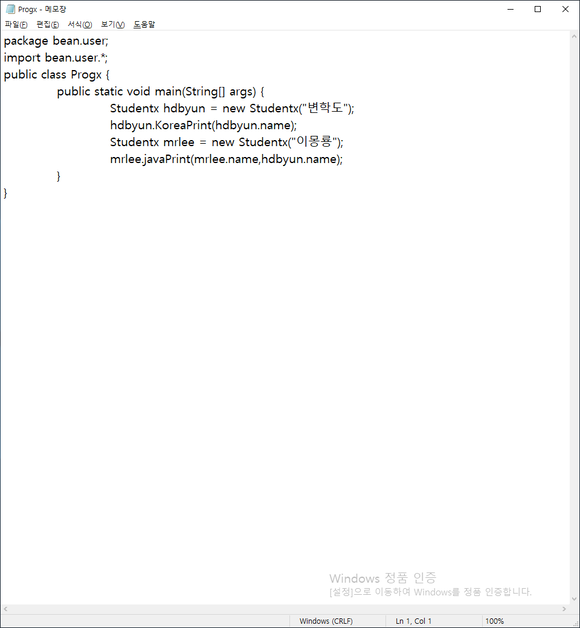 Progx - 메모장
파일(F) 편집(E) 서식(O) 보기(V) 도움말
package bean.user;
import bean.user.*;
public class Progx {
public static void main(String[] args) {
Studentx hdbyun = new Studentx("변학도");
hdbyun.KoreaPrint(hdbyun.name);
Studentx mrlee = new Studentx("이몽룡");
mrlee.javaPrint(mrlee.name,hdbyun.name);
}
}
Windows 정품 인증
[설정]으로 이동하여 Windows를 정품 인증합니다.
Windows (CRLF) Ln 1, Col 1 100%